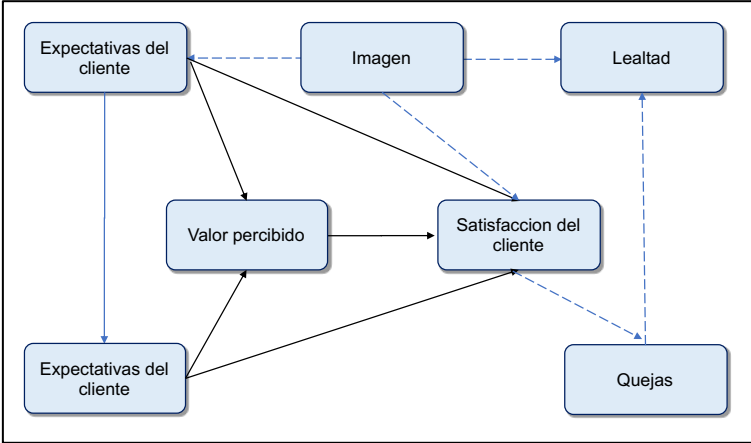 Expectativas del
cliente
Imagen
Lealtad
Valor percibido
Satisfaccion del
cliente
Expectativas del
cliente
Quejas